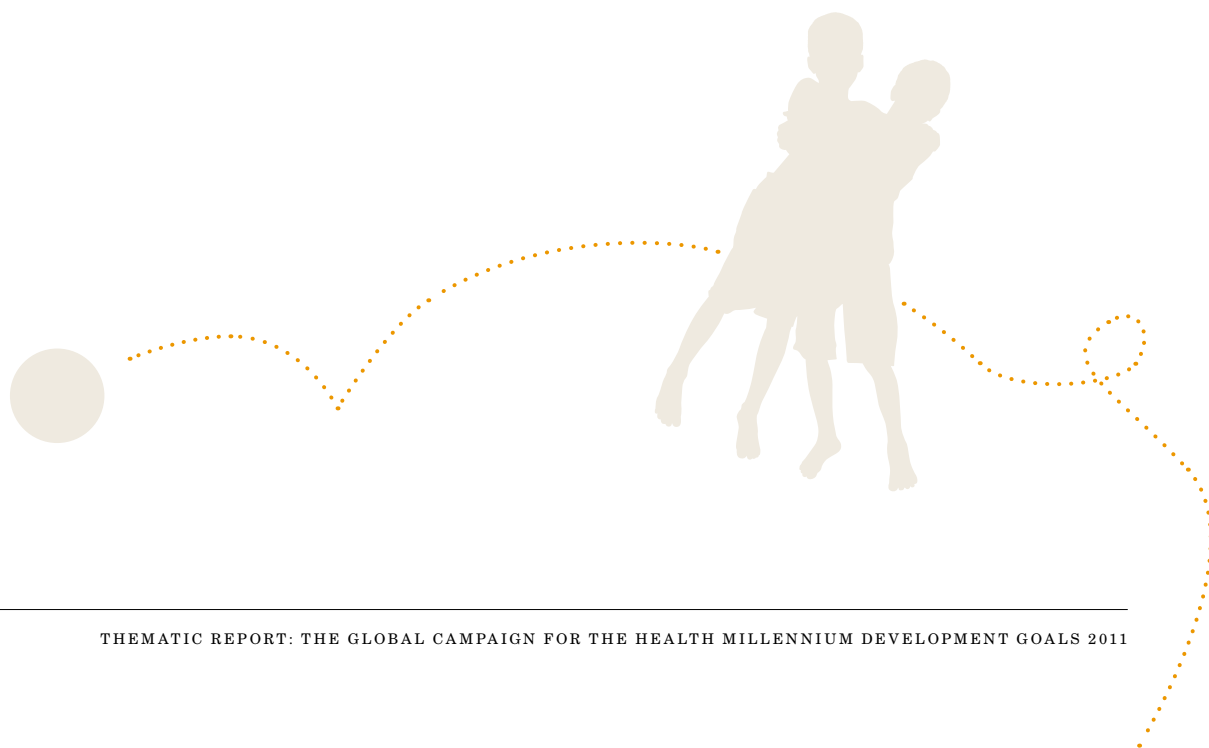 THEMATIC REPORT: THE GLOBAL CAMPAIGN FOR THE HEALTH MILLENNIUM DEVELOPMENT GOALS 2011